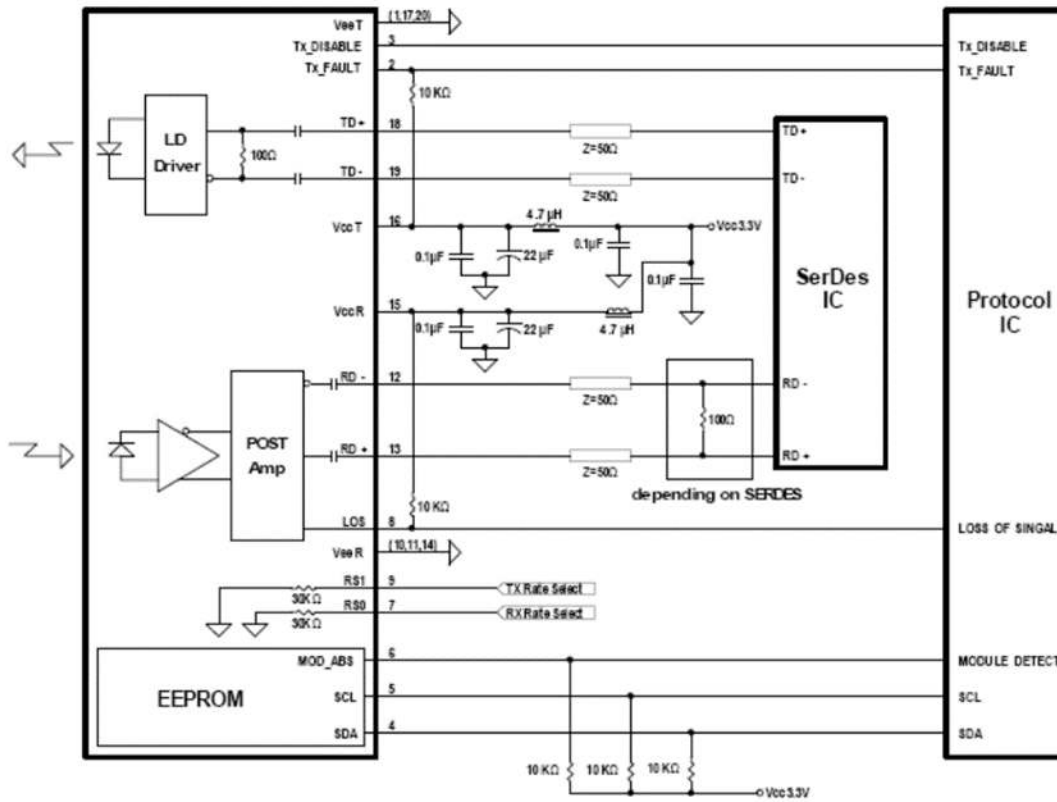 VeeT (1,17,20)
Tx_DISABLE 3 Tx_DISABLE
Tx_FAULT 2 Tx_FAULT
10 KΩ
LD
Driver
100Ω
TD+ 18 Z=50Ω TD+
TD- 19 Z=50Ω TD-
VccT 16 4.7 μH Vcc3.3V
0.1μF 22 μF 0.1μF 0.1μF
SerDes
IC
Protocol
IC
VccR 15 4.7 μH
0.1μF 22 μF
RD - 12 Z=50Ω RD -
100Ω
POST
Amp
RD + 13 Z=50Ω RD +
depending on SERDES
10 KΩ
LOS 8 LOSS OF SINGAL
VeeR (10,11,14)
RS1 9 TX Rate Select
30KΩ
RS0 7 RX Rate Select
30KΩ
MOD_ABS 6 MODULE DETECT
EEPROM
SCL 5 SCL
SDA 4 SDA
10 KΩ 10 KΩ 10 KΩ
Vcc3.3V